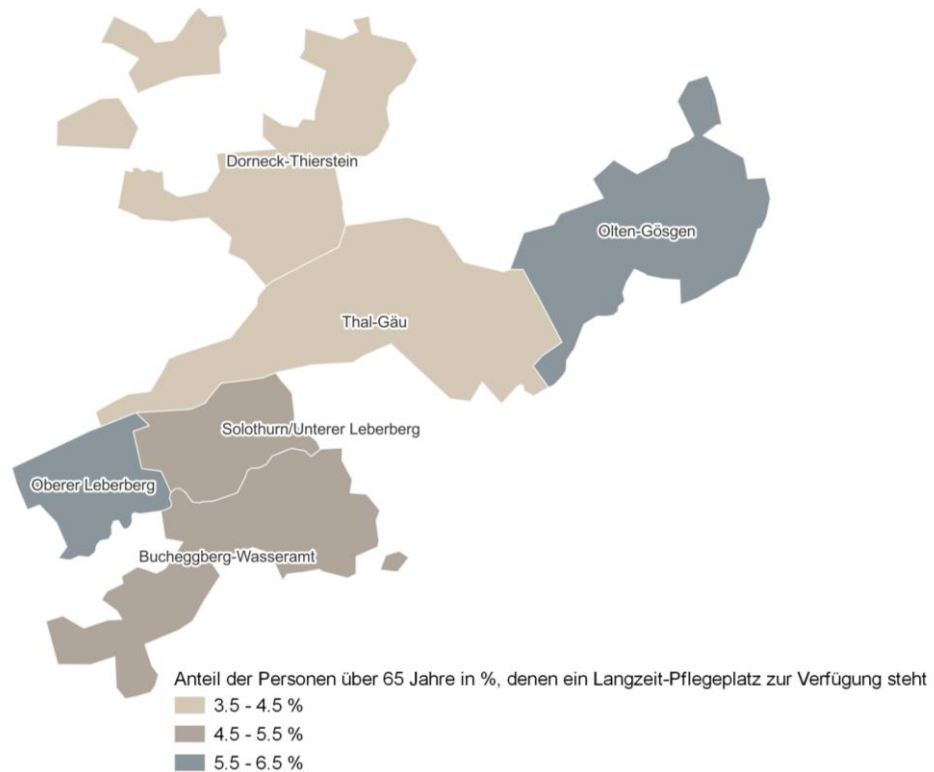 Dorneck-Thierstein
Olten-Gösgen
Thal-Gäu
Solothurn/Unterer Leberberg
Oberer Leberberg
Bucheggberg-Wasseramt
Anteil der Personen über 65 Jahre in %, denen ein Langzeit-Pflegeplatz zur Verfügung steht
3.5 - 4.5 %
4.5 - 5.5 %
5.5 - 6.5 %